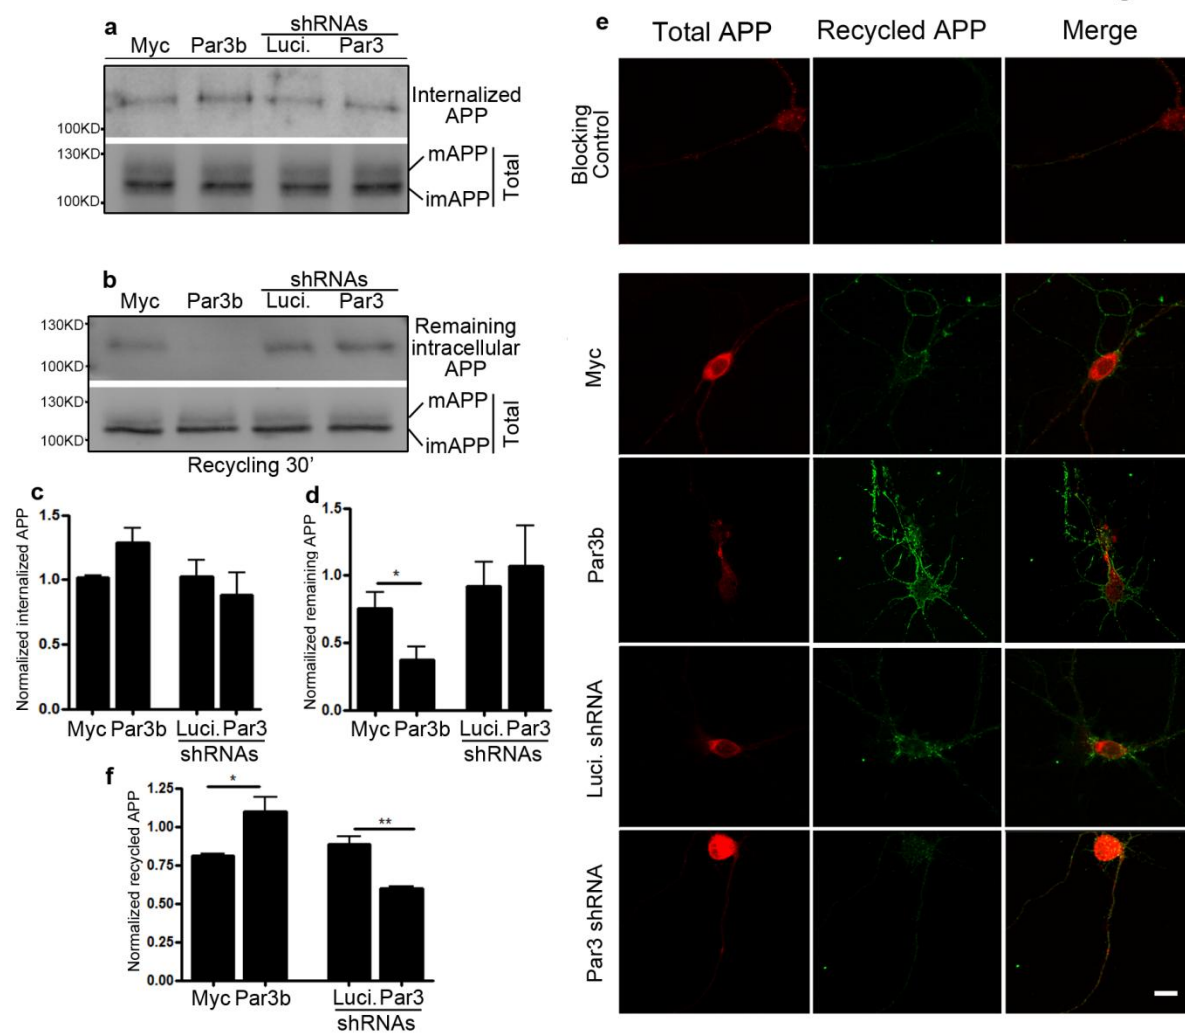 a
shRNAs
Myc Par3b Luci. Par3
Internalized
APP
100KD
130KD
mAPP
imAPP
Total
100KD
b
shRNAs
Myc Par3b Luci. Par3
130KD
Remaining
intracellular
APP
100KD
130KD
mAPP
imAPP
Total
100KD
Recycling 30'
c
Normalized internalized APP
1.5
1.0
0.5
0.0
Myc Par3b Luci. Par3
shRNAs
d
Normailized remaining APP
1.5
1.0
0.5
0.0
*
Myc Par3b Luci. Par3
shRNAs
f
Normalized recycled APP
1.25
1.00
0.75
0.50
0.25
0.00
*
**
Myc Par3b Luci. Par3
shRNAs
e
Total APP Recycled APP Merge
Blocking
Control
Myc
Par3b
Luci. shRNA
Par3 shRNA